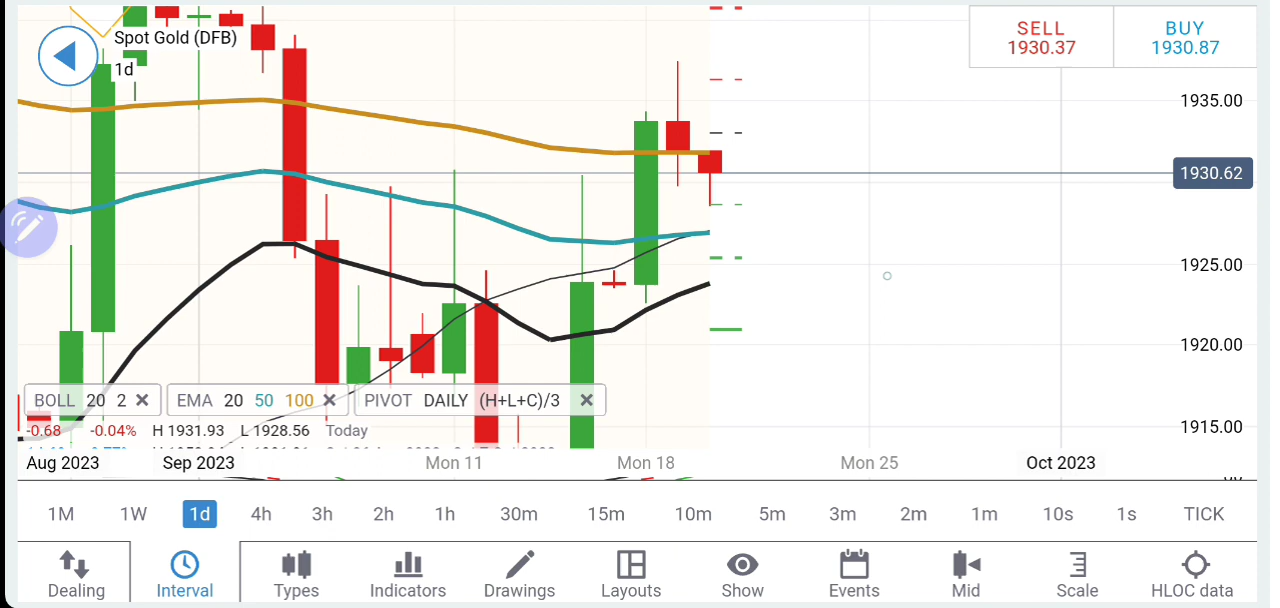 Spot Gold (DFB)
1d
SELL
1930.37
BUY
1930.87
1935.00
1930.62
1925.00
1920.00
1915.00
BOLL 20 2
EMA 20 50 100
PIVOT DAILY (H+L+C)/3
-0.68 -0.04% H 1931.93 L 1928.56 Today
Aug 2023 Sep 2023 Mon 11 Mon 18 Mon 25 Oct 2023
1M 1W 1d 4h 3h 2h 1h 30m 15m 10m 5m 3m 2m 1m 10s 1s TICK
Dealing Interval Types Indicators Drawings Layouts Show Events Mid Scale HLOC data